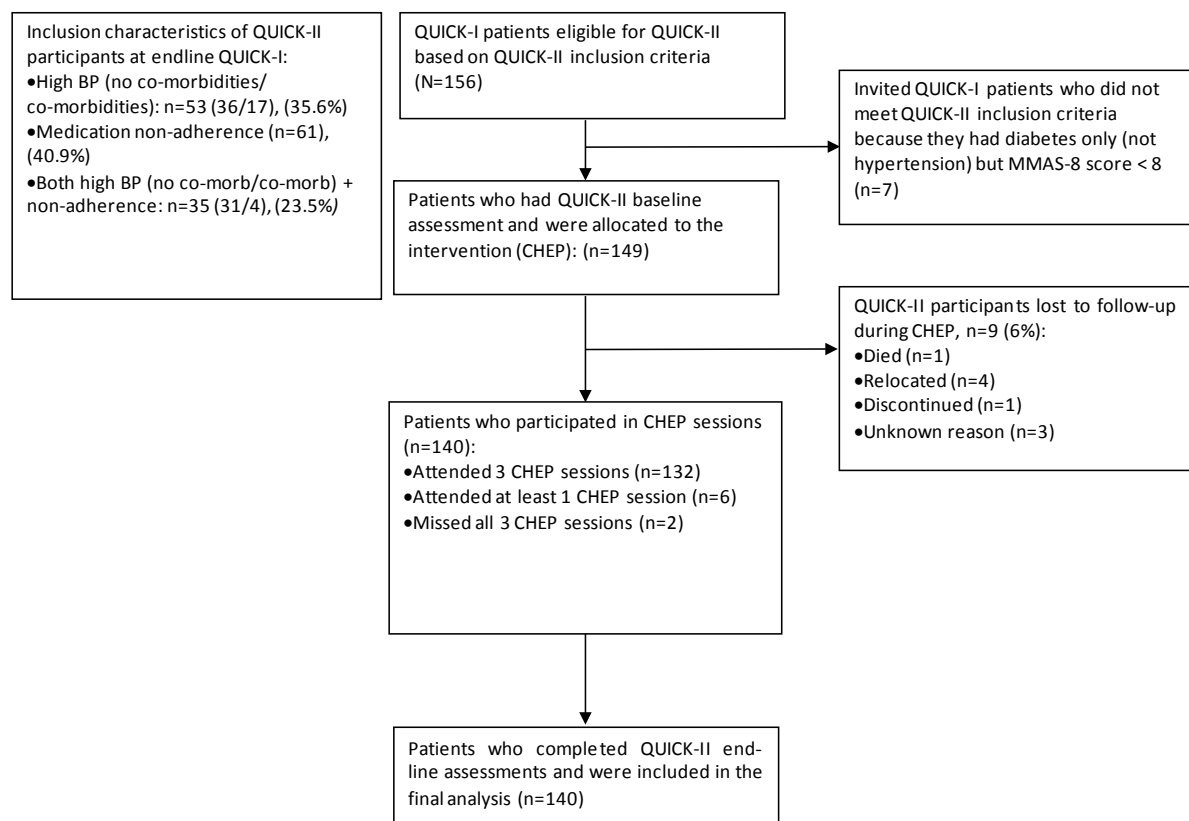 Inclusion characteristics of QUICK-II
participants at endline QUICK-I:
•High BP (no co-morbidities/
co-morbidities): n=53 (36/17), (35.6%)
•Medication non-adherence (n=61),
(40.9%)
•Both high BP (no co-morb/co-morb) +
non-adherence: n=35 (31/4), (23.5%)
QUICK-I patients eligible for QUICK-II
based on QUICK-II inclusion criteria
(N=156)
Invited QUICK-I patients who did not
meet QUICK-II inclusion criteria
because they had diabetes only (not
hypertension) but MMAS-8 score < 8
(n=7)
Patients who had QUICK-II baseline
assessment and were allocated to the
intervention (CHEP): (n=149)
QUICK-II participants lost to follow-up
during CHEP, n=9 (6%):
•Died (n=1)
•Relocated (n=4)
•Discontinued (n=1)
•Unknown reason (n=3)
Patients who participated in CHEP sessions
(n=140):
•Attended 3 CHEP sessions (n=132)
•Attended at least 1 CHEP session (n=6)
•Missed all 3 CHEP sessions (n=2)
Patients who completed QUICK-II end-
line assessments and were included in the
final analysis (n=140)